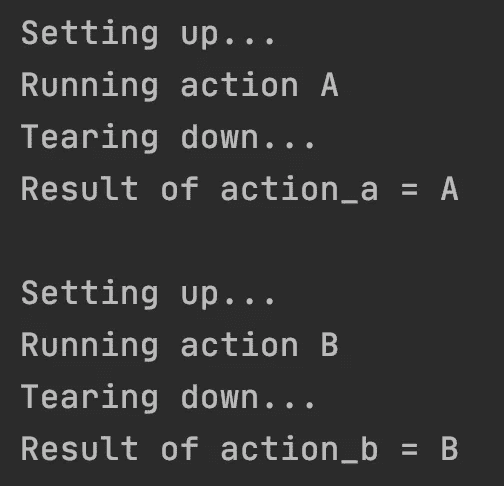 Setting up...
Running action A
Tearing down...
Result of action_a = A
Setting up...
Running action B
Tearing down...
Result of action_b = B